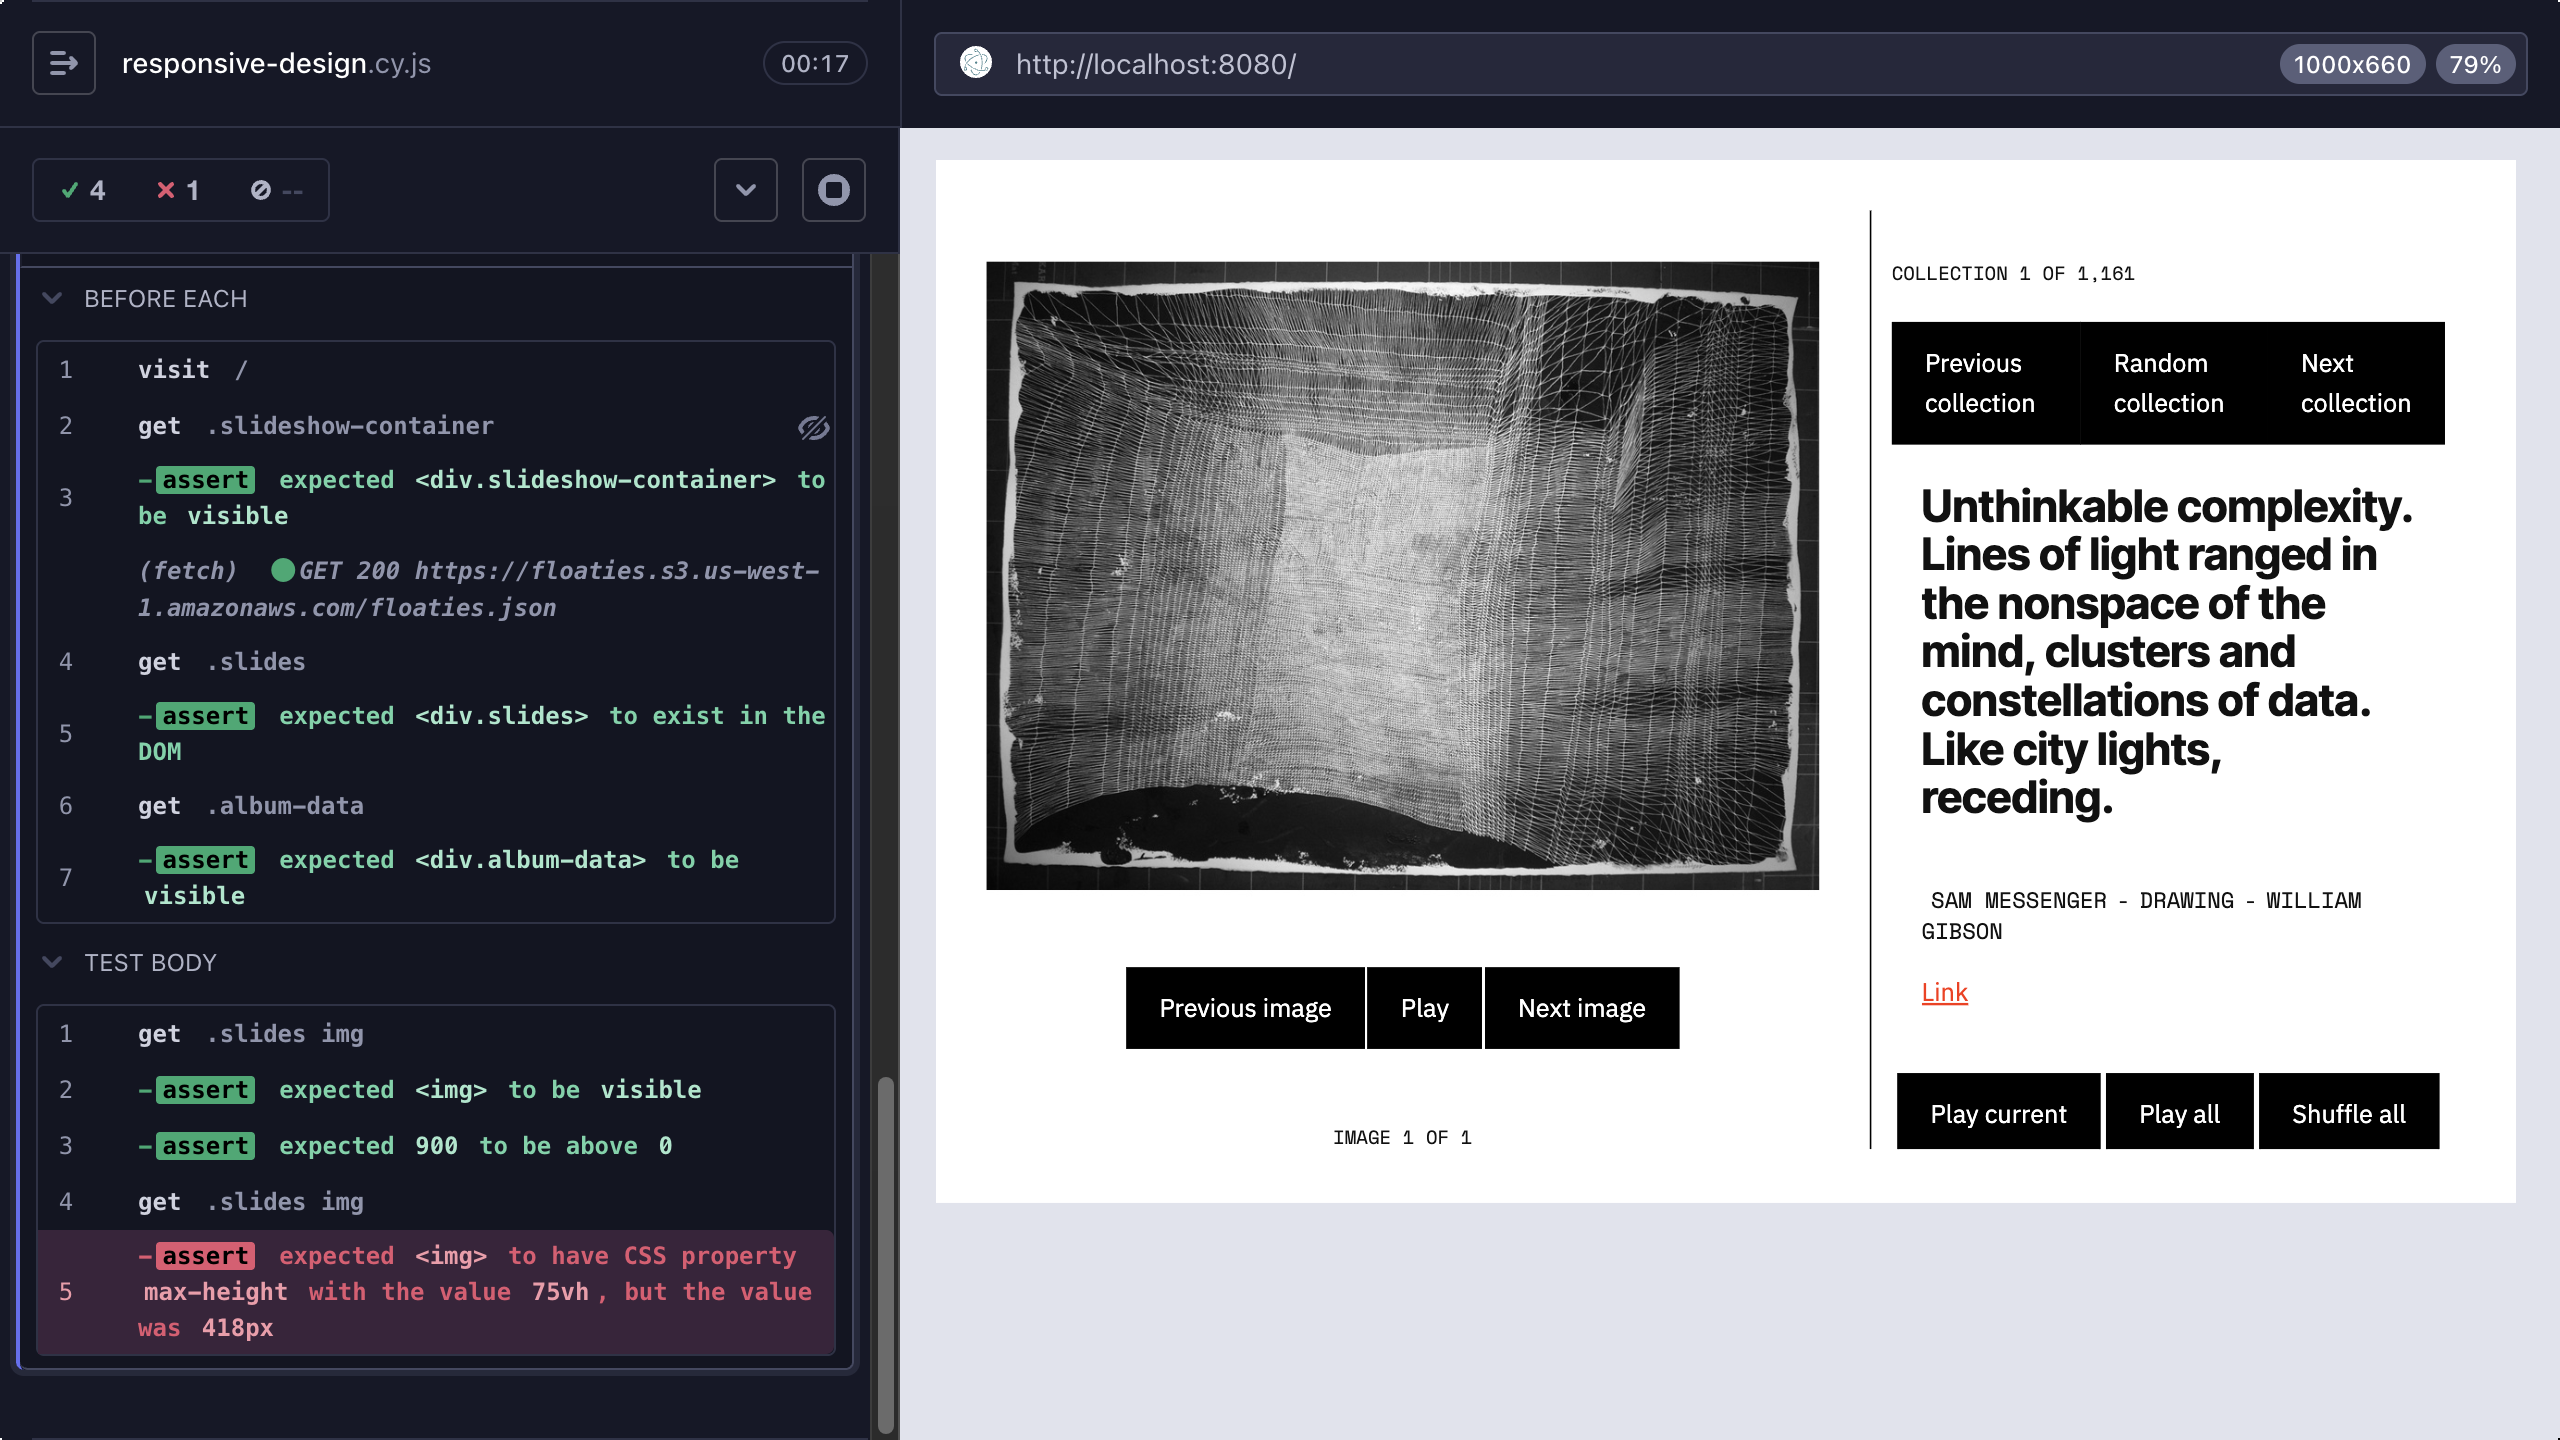 responsive-design.cy.js
00:17
4
1
--
BEFORE EACH
1 visit /
2 get .slideshow-container
3 -assert expected <div.slideshow-container> to
be visible
(fetch) GET 200 https://floaties.s3.us-west-
1.amazonaws.com/floaties.json
4 get .slides
5 -assert expected <div.slides> to exist in the
DOM
6 get .album-data
7 -assert expected <div.album-data> to be
visible
TEST BODY
1 get .slides img
2 -assert expected <img> to be visible
3 -assert expected 900 to be above 0
4 get .slides img
5 -assert expected <img> to have CSS property
max-height with the value 75vh, but the value
was 418px
http://localhost:8080/
1000x660
79%
Previous image
Play
Next image
IMAGE 1 OF 1
COLLECTION 1 OF 1,161
Previous
collection
Random
collection
Next
collection
Unthinkable complexity.
Lines of light ranged in
the nonspace of the
mind, clusters and
constellations of data.
Like city lights,
receding.
SAM MESSENGER - DRAWING - WILLIAM
GIBSON
Link
Play current
Play all
Shuffle all